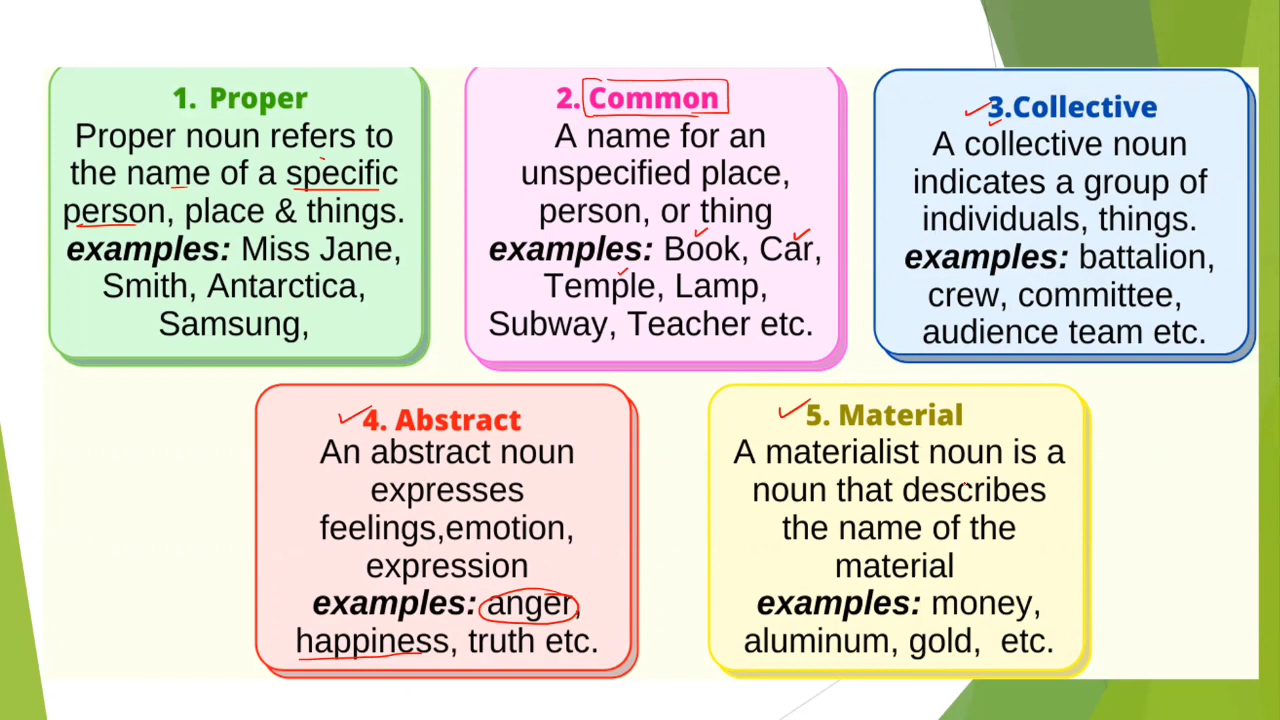 1. Proper
Proper noun refers to
the name of a specific
person, place & things.
examples: Miss Jane,
Smith, Antarctica,
Samsung,
2. Common
A name for an
unspecified place,
person, or thing
examples: Book, Car,
Temple, Lamp,
Subway, Teacher etc.
3.Collective
A collective noun
indicates a group of
individuals, things.
examples: battalion,
crew, committee,
audience team etc.
4. Abstract
An abstract noun
expresses
feelings,emotion,
expression
examples: anger,
happiness, truth etc.
5. Material
A materialist noun is a
noun that describes
the name of the
material
examples: money,
aluminum, gold, etc.